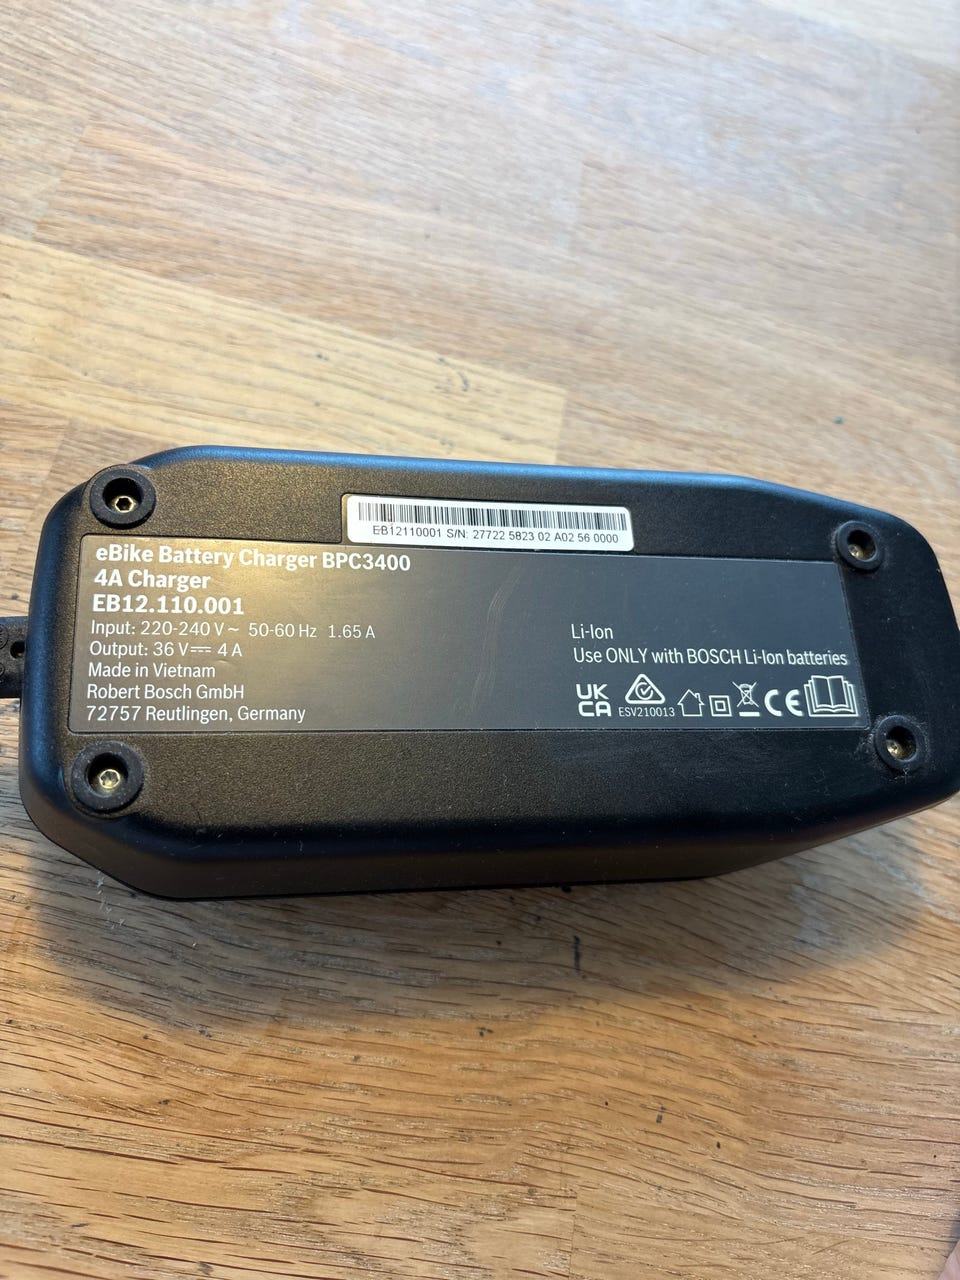 EB12110001 S/N: 27722 5823 02 A02 56 0000
eBike Battery Charger BPC3400
4A Charger
EB12.110.001
Input: 220-240 V ~ 50-60 Hz 1.65 A
Output: 36 V⎓ 4 A
Made in Vietnam
Robert Bosch GmbH
72757 Reutlingen, Germany
Li-Ion
Use ONLY with BOSCH Li-Ion batteries
UK
CA
ESV210013
CE